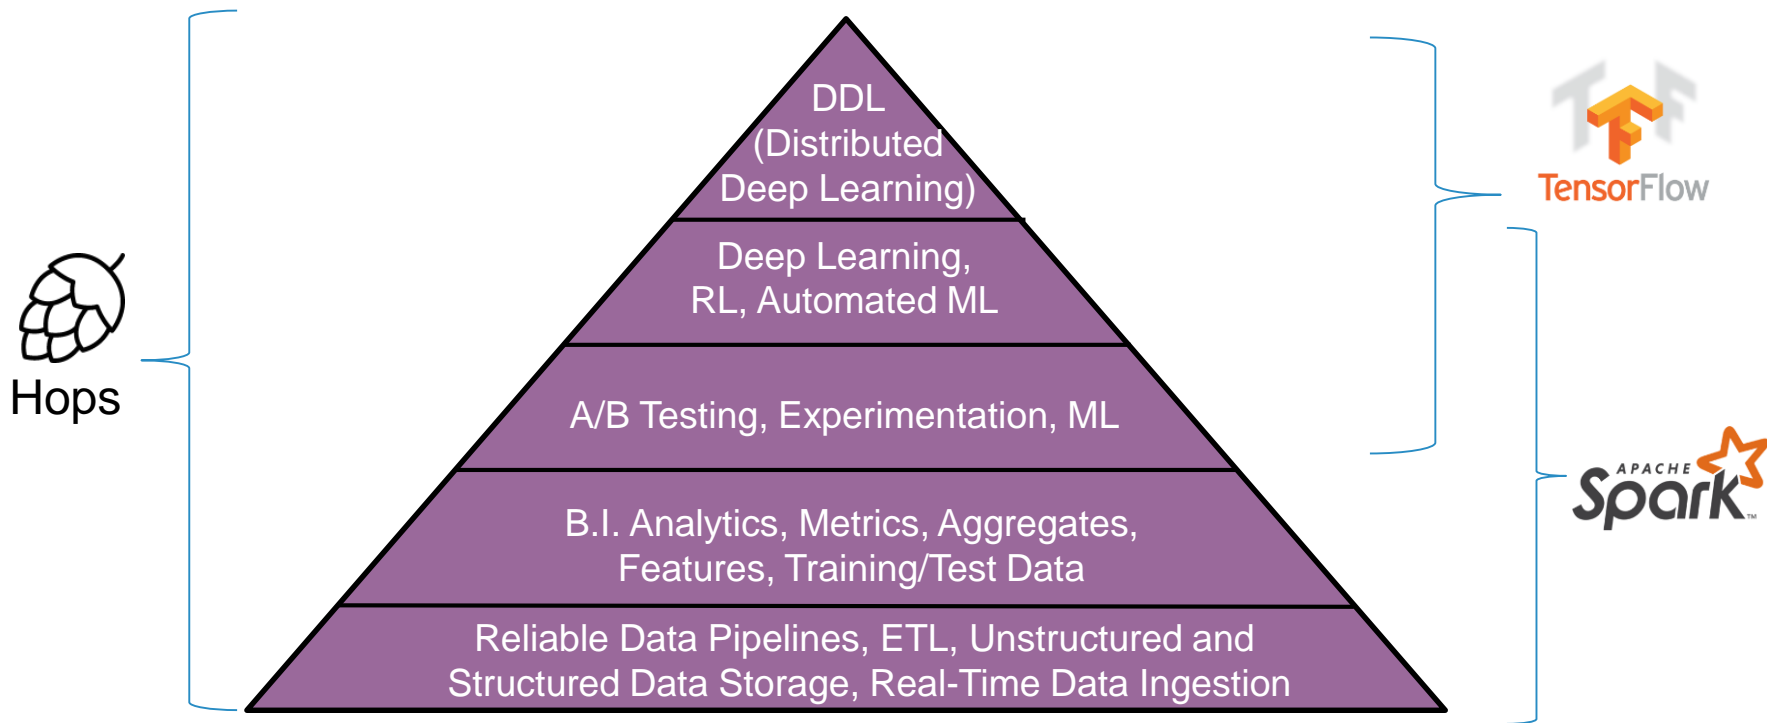 DDL
(Distributed
Deep Learning)
Deep Learning,
RL, Automated ML
A/B Testing, Experimentation, ML
B.I. Analytics, Metrics, Aggregates,
Features, Training/Test Data
Reliable Data Pipelines, ETL, Unstructured and
Structured Data Storage, Real-Time Data Ingestion
Hops
TensorFlow
APACHE
Spark™